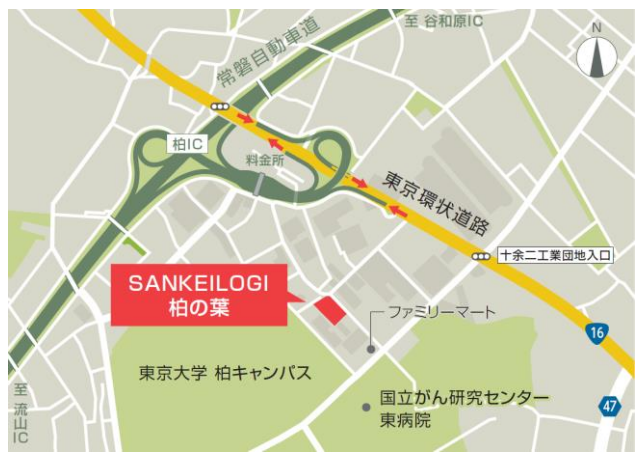 至 谷和原IC
N
常磐自動車道
柏IC
料金所
東京環状道路
十余二工業団地入口
SANKEILOGI
柏の葉
ファミリーマート
16
東京大学 柏キャンパス
国立がん研究センター
東病院
47
至 流山IC